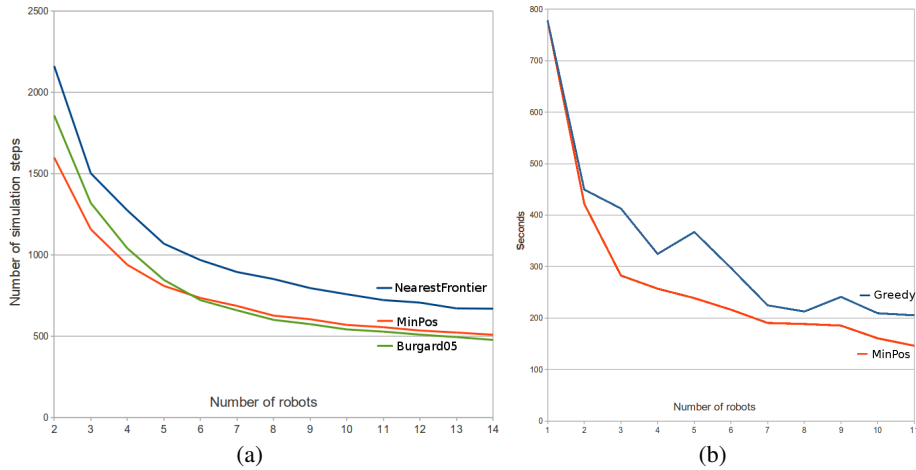 2500
2000
1500
1000
500
0
Number of simulation steps
NearestFrontier
MinPos
Burgard05
Number of robots
2 3 4 5 6 7 8 9 10 11 12 13 14
(a)
800
700
600
500
400
300
200
100
0
Seconds
Greedy
MinPos
Number of robots
1 2 3 4 5 6 7 8 9 10 11
(b)